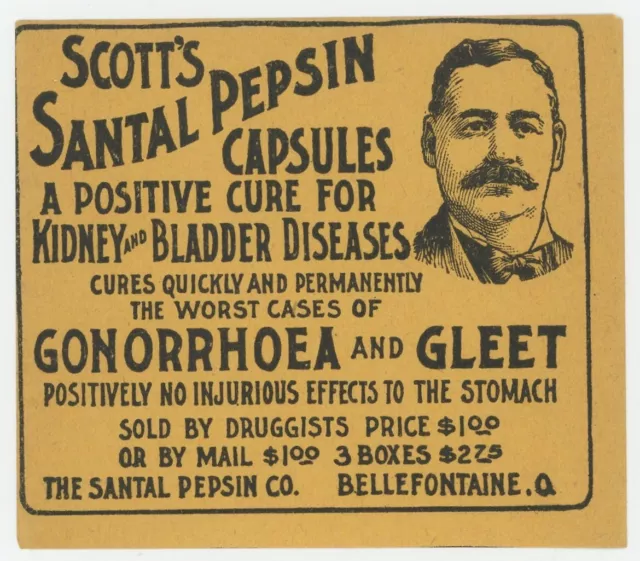 SCOTT'S
SANTAL PEPSIN
CAPSULES
A POSITIVE CURE FOR
KIDNEY AND BLADDER DISEASES
CURES QUICKLY AND PERMANENTLY
THE WORST CASES OF
GONORRHOEA AND GLEET
POSITIVELY NO INJURIOUS EFFECTS TO THE STOMACH
SOLD BY DRUGGISTS PRICE $1.00
OR BY MAIL $1.00 3 BOXES $2.75
THE SANTAL PEPSIN CO. BELLEFONTAINE, O